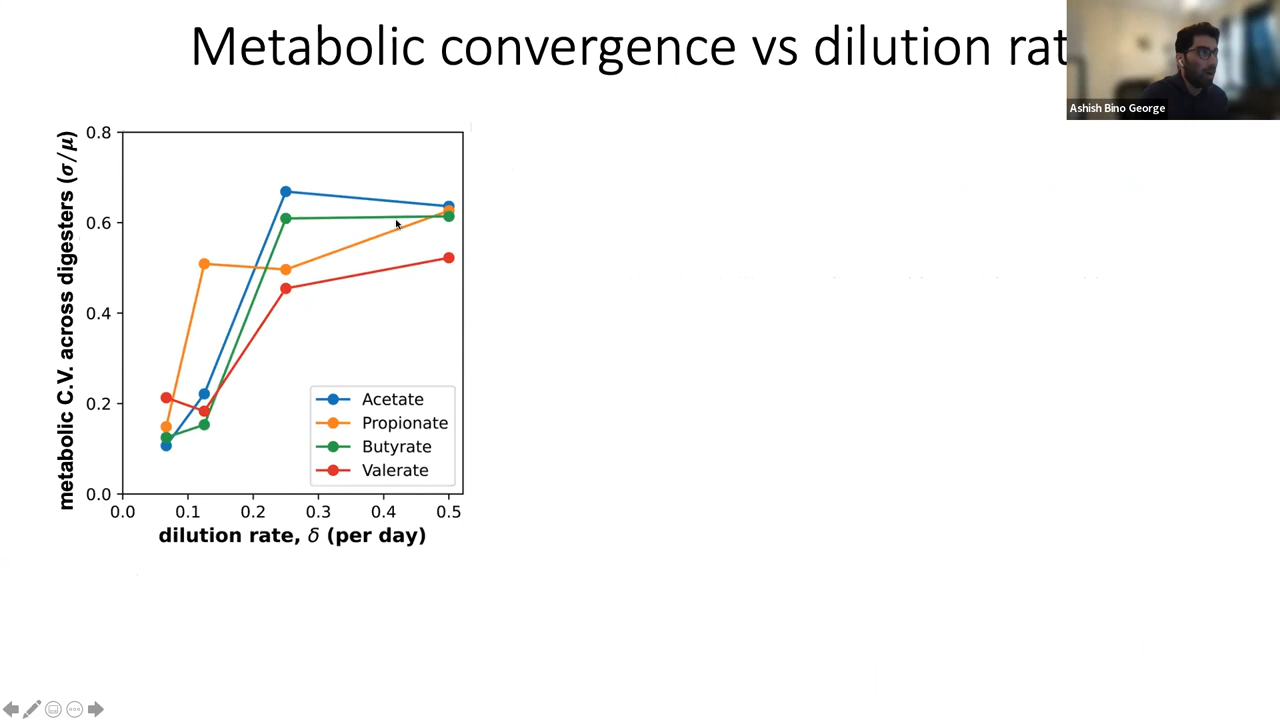 Metabolic convergence vs dilution rat
Ashish Bino George
metabolic C.V. across digesters (σ/μ)
0.8
0.6
0.4
0.2
0.0
Acetate
Propionate
Butyrate
Valerate
0.0 0.1 0.2 0.3 0.4 0.5
dilution rate, δ (per day)